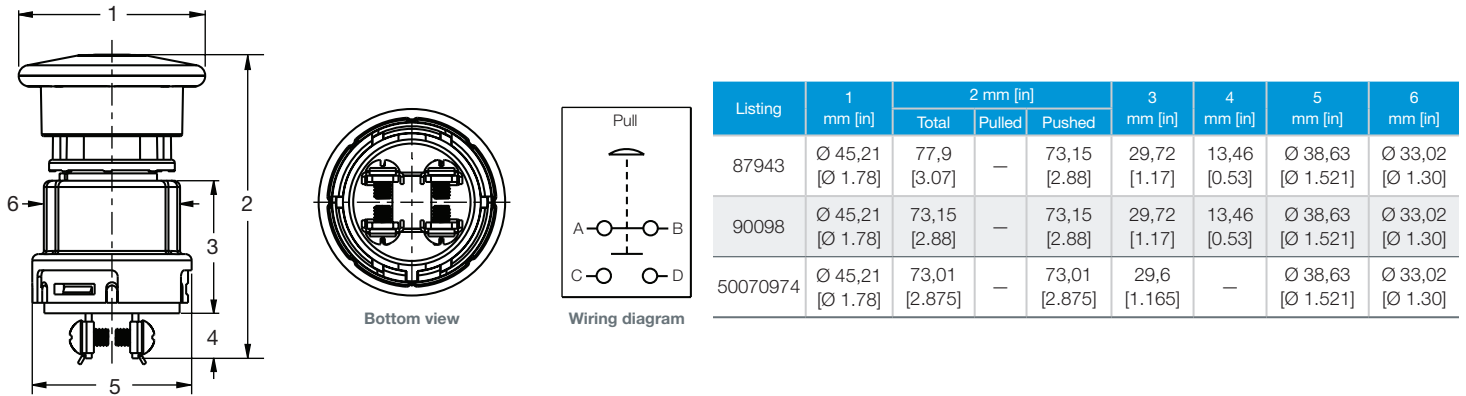 1
2
3
4
5
6
Bottom view
Pull
A B
C D
Wiring diagram
Listing 1 mm [in] 2 mm [in] 3 mm [in] 4 mm [in] 5 mm [in] 6 mm [in]
Total Pulled Pushed
87943 Ø 45,21 77,9 — 73,15 29,72 13,46 Ø 38,63 Ø 33,02
[Ø 1.78] [3.07] [2.88] [1.17] [0.53] [Ø 1.521] [Ø 1.30]
90098 Ø 45,21 73,15 — 73,15 29,72 13,46 Ø 38,63 Ø 33,02
[Ø 1.78] [2.88] [2.88] [1.17] [0.53] [Ø 1.521] [Ø 1.30]
50070974 Ø 45,21 73,01 — 73,01 29,6 — Ø 38,63 Ø 33,02
[Ø 1.78] [2.875] [2.875] [1.165] [Ø 1.521] [Ø 1.30]